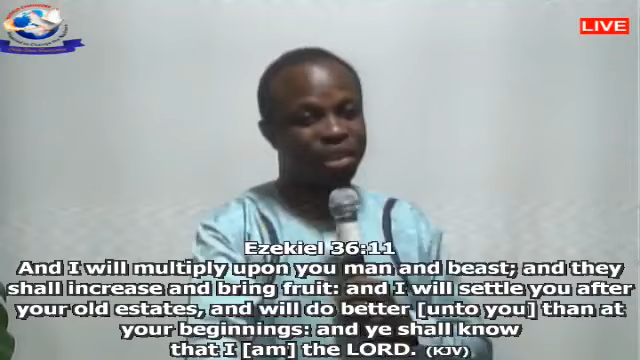 LIVE
Ezekiel 36:11
And I will multiply upon you man and beast; and they
shall increase and bring fruit: and I will settle you after
your old estates, and will do better [unto you] than at
your beginnings: and ye shall know
that I [am] the LORD. (KJV)